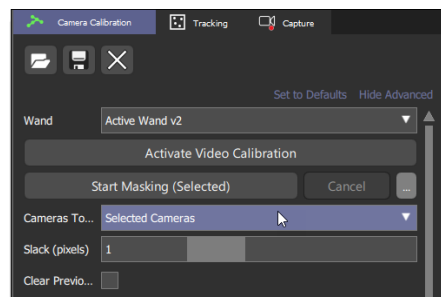 Camera Calibration Tracking Capture
Set to Defaults Hide Advanced
Wand Active Wand v2
Activate Video Calibration
Start Masking (Selected) Cancel ...
Cameras To... Selected Cameras
Slack (pixels) 1
Clear Previo...